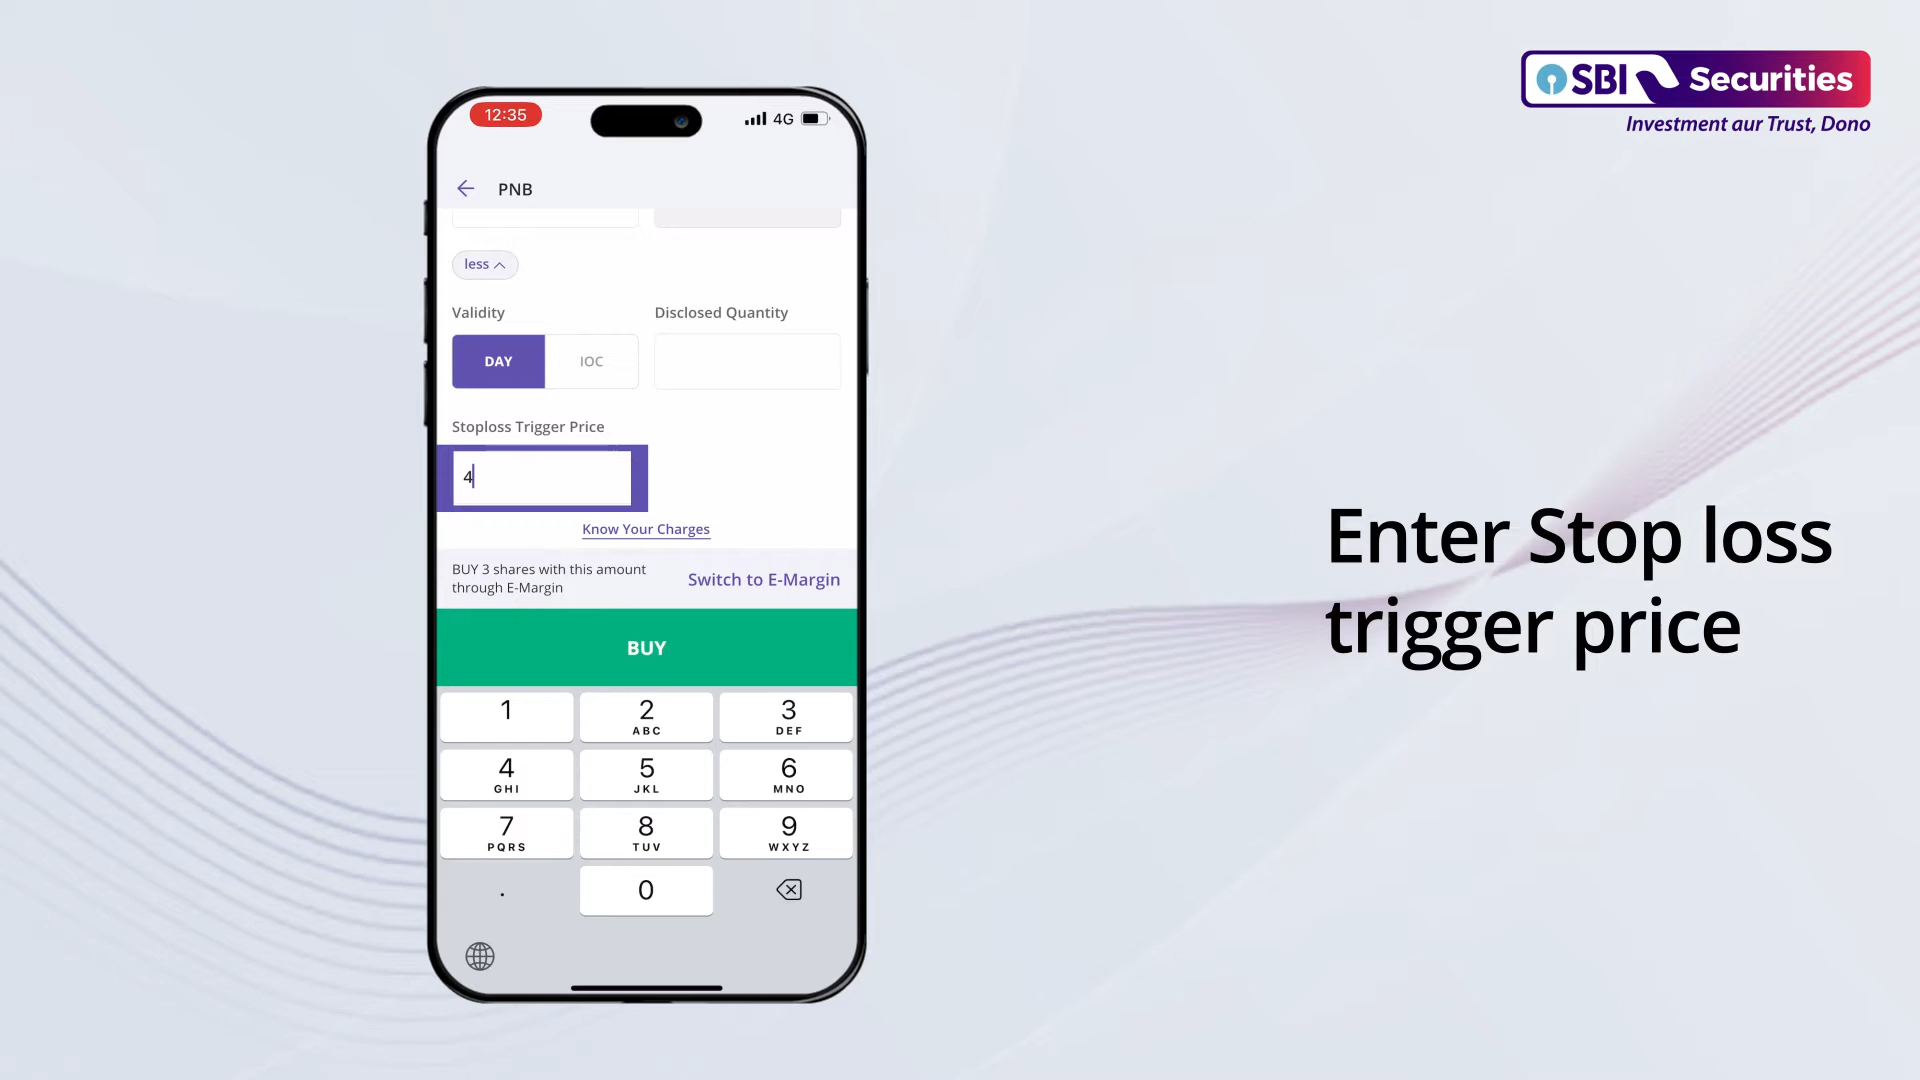 SBI Securities
Investment aur Trust, Dono
12:35
4G
PNB
less
Validity
Disclosed Quantity
DAY
IOC
Stoploss Trigger Price
4
Know Your Charges
BUY 3 shares with this amount
through E-Margin
Switch to E-Margin
BUY
1
2
ABC
3
DEF
4
GHI
5
JKL
6
MNO
7
PQRS
8
TUV
9
WXYZ
.
0
Enter Stop loss
trigger price